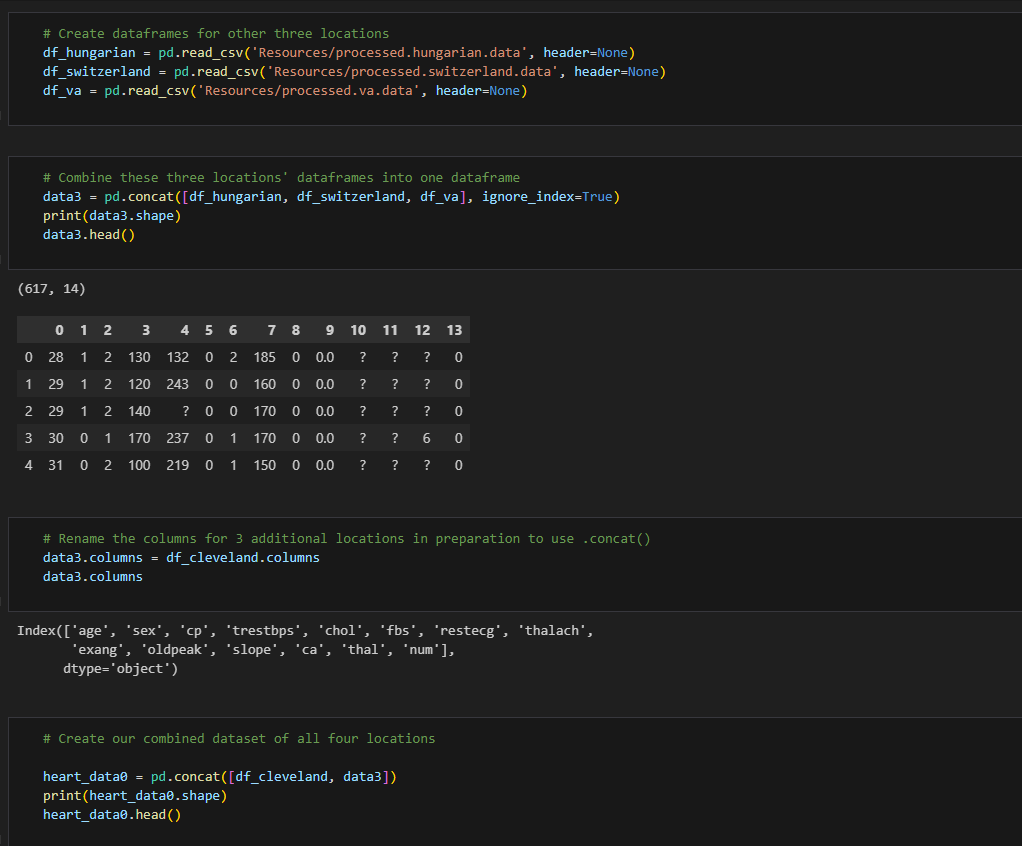 # Create dataframes for other three locations
df_hungarian = pd.read_csv('Resources/processed.hungarian.data', header=None)
df_switzerland = pd.read_csv('Resources/processed.switzerland.data', header=None)
df_va = pd.read_csv('Resources/processed.va.data', header=None)
# Combine these three locations' dataframes into one dataframe
data3 = pd.concat([df_hungarian, df_switzerland, df_va], ignore_index=True)
print(data3.shape)
data3.head()
(617, 14)
0 1 2 3 4 5 6 7 8 9 10 11 12 13
0 28 1 2 130 132 0 2 185 0 0.0 ? ? ? 0
1 29 1 2 120 243 0 0 160 0 0.0 ? ? ? 0
2 29 1 2 140 ? 0 0 170 0 0.0 ? ? ? 0
3 30 0 1 170 237 0 1 170 0 0.0 ? ? 6 0
4 31 0 2 100 219 0 1 150 0 0.0 ? ? ? 0
# Rename the columns for 3 additional locations in preparation to use .concat()
data3.columns = df_cleveland.columns
data3.columns
Index(['age', 'sex', 'cp', 'trestbps', 'chol', 'fbs', 'restecg', 'thalach',
'exang', 'oldpeak', 'slope', 'ca', 'thal', 'num'],
dtype='object')
# Create our combined dataset of all four locations
heart_data0 = pd.concat([df_cleveland, data3])
print(heart_data0.shape)
heart_data0.head()